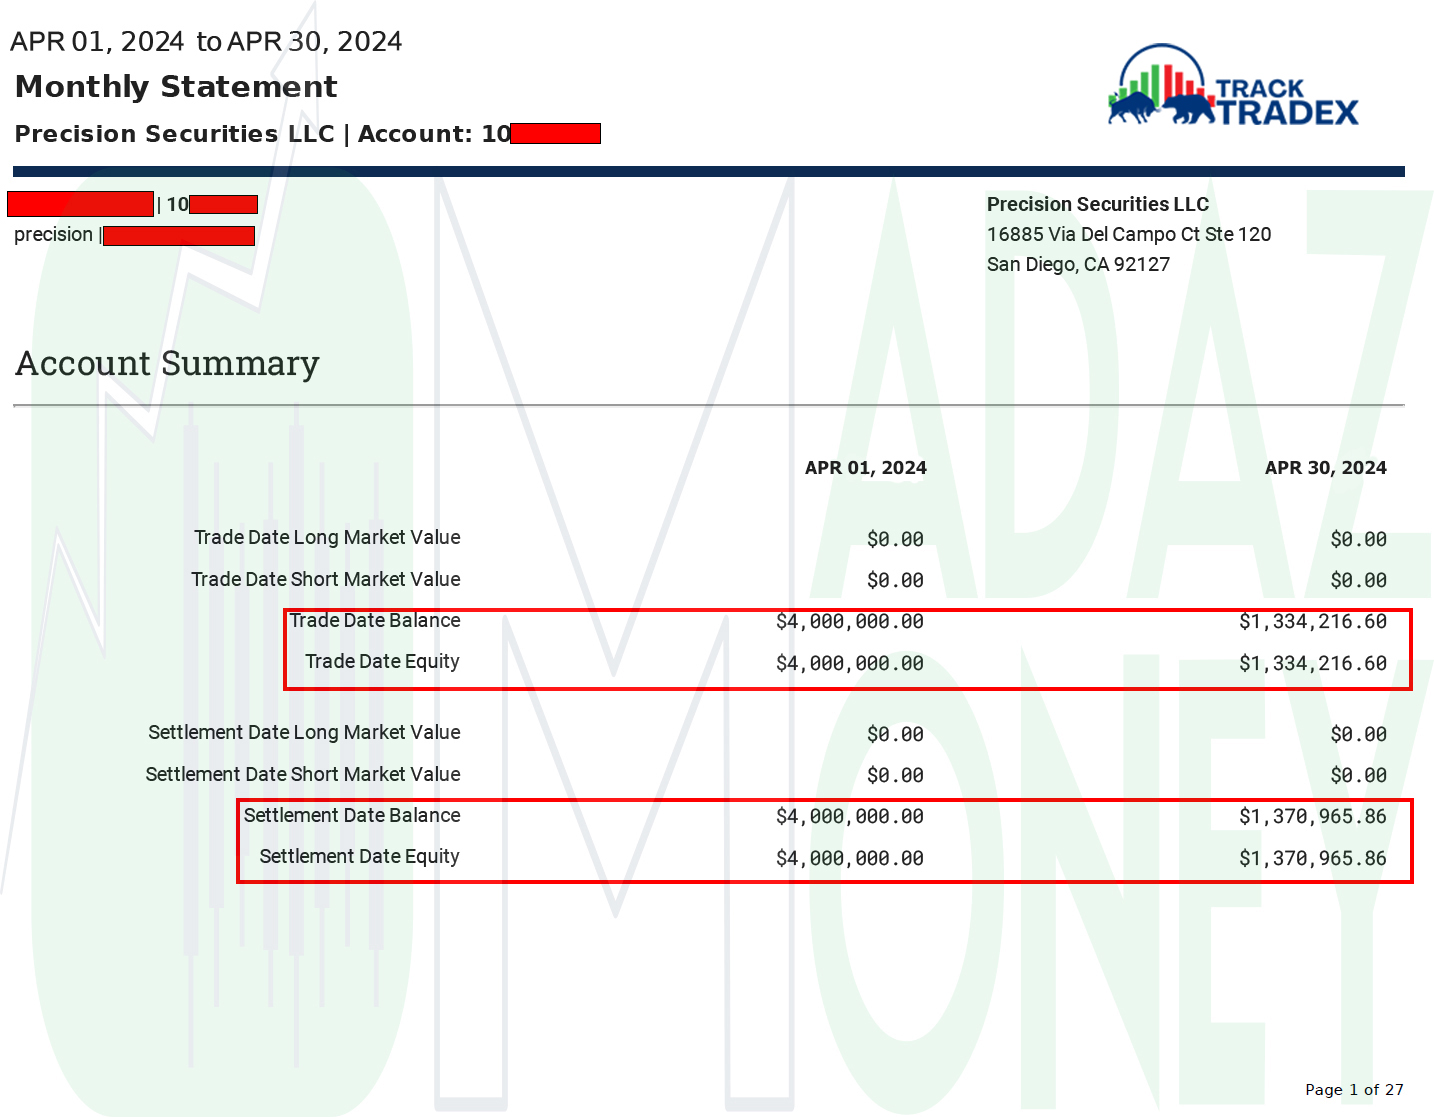 APR 01, 2024 to APR 30, 2024
Monthly Statement
Precision Securities LLC | Account: 10
TRACK
TRADEX
| 10
precision |
Precision Securities LLC
16885 Via Del Campo Ct Ste 120
San Diego, CA 92127
Account Summary
APR 01, 2024 APR 30, 2024
Trade Date Long Market Value $0.00 $0.00
Trade Date Short Market Value $0.00 $0.00
Trade Date Balance $4,000,000.00 $1,334,216.60
Trade Date Equity $4,000,000.00 $1,334,216.60
Settlement Date Long Market Value $0.00 $0.00
Settlement Date Short Market Value $0.00 $0.00
Settlement Date Balance $4,000,000.00 $1,370,965.86
Settlement Date Equity $4,000,000.00 $1,370,965.86
OMADAZ
ONEY
Page 1 of 27